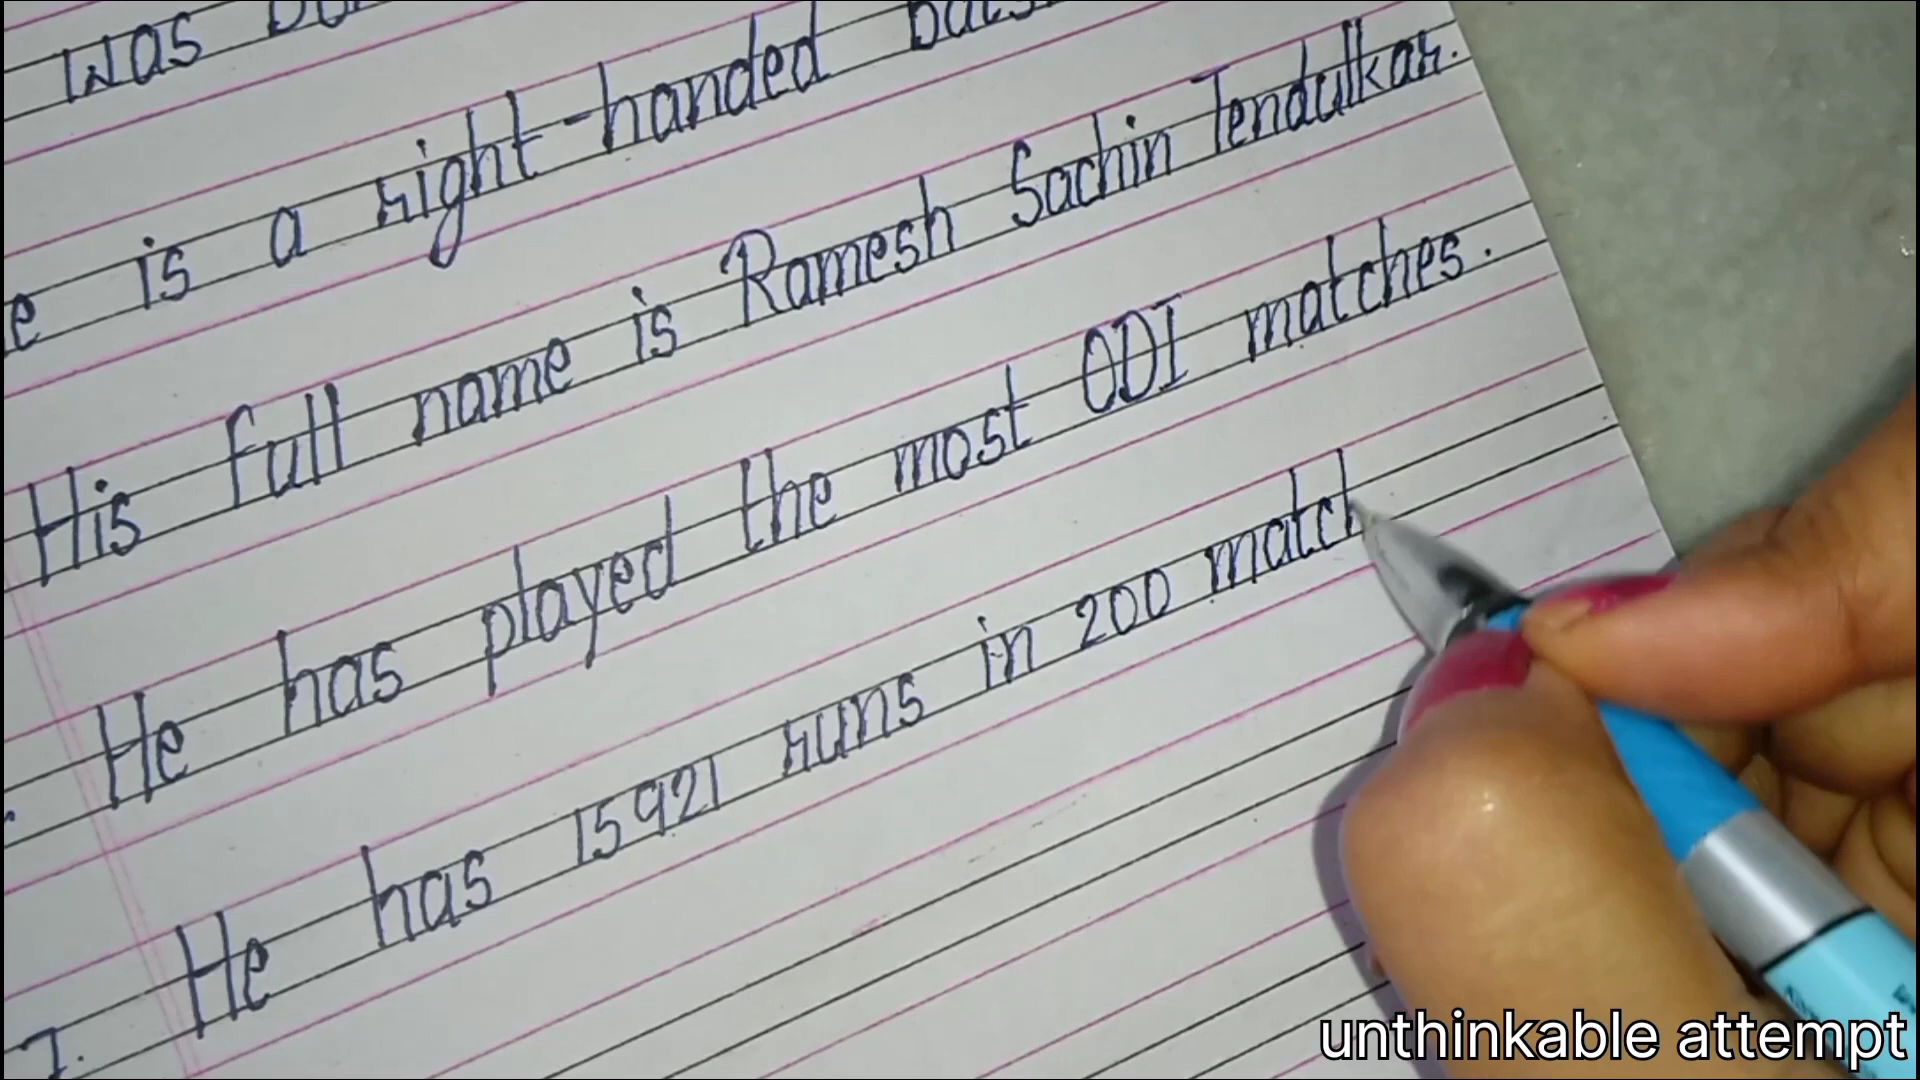 was
e is a right-handed
His full name is Ramesh Sachin Tendulkar.
He has played the most ODI matches.
7. He has 15921 runs in 200 match
unthinkable attempt